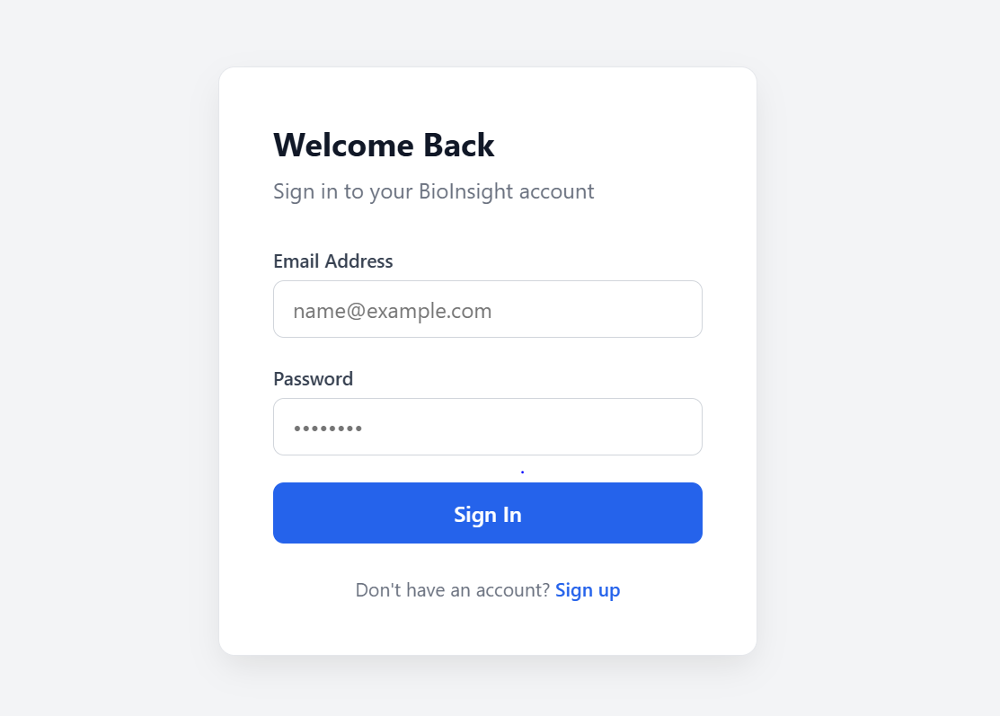 Welcome Back
Sign in to your BioInsight account
Email Address
name@example.com
Password
••••••••
Sign In
Don't have an account? Sign up